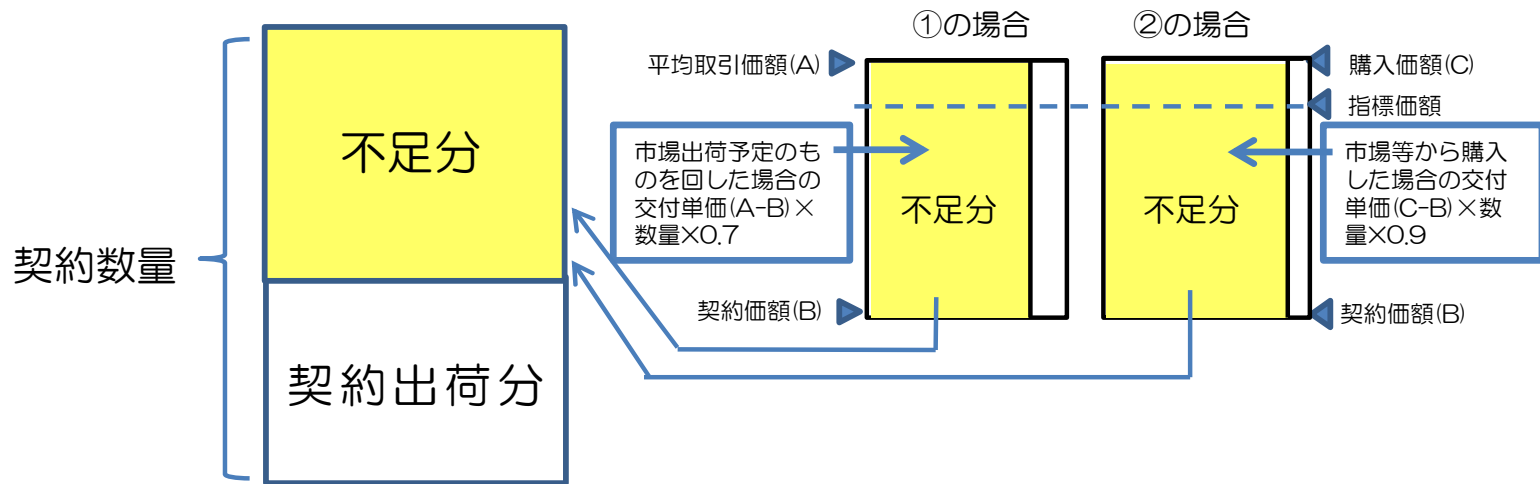 契約数量
不足分
契約出荷分
①の場合
②の場合
平均取引価額(A)
購入価額(C)
指標価額
市場出荷予定のも
のを回した場合の
交付単価(A-B)×
数量×0.7
不足分
不足分
市場等から購入
した場合の交付
単価(C-B)×数
量×0.9
契約価額(B)
契約価額(B)